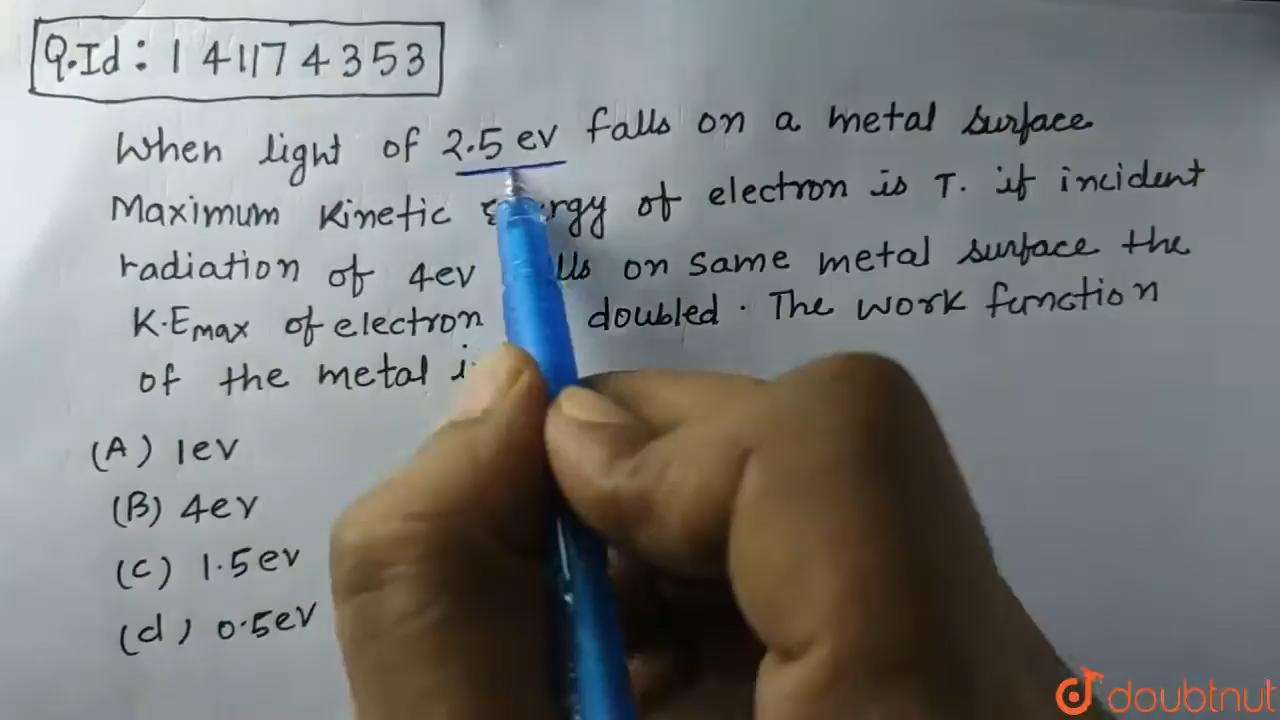 Q.Id : 141174353
When light of 2.5 ev falls on a metal surface
Maximum Kinetic of electron is T. if incident
radiation of 4ev on same metal surface the
K.Emax of electron doubled. The work function
of the metal
(A) 1ev
(B) 4ev
(C) 1.5ev
(d) 0.5eV
doubtnut